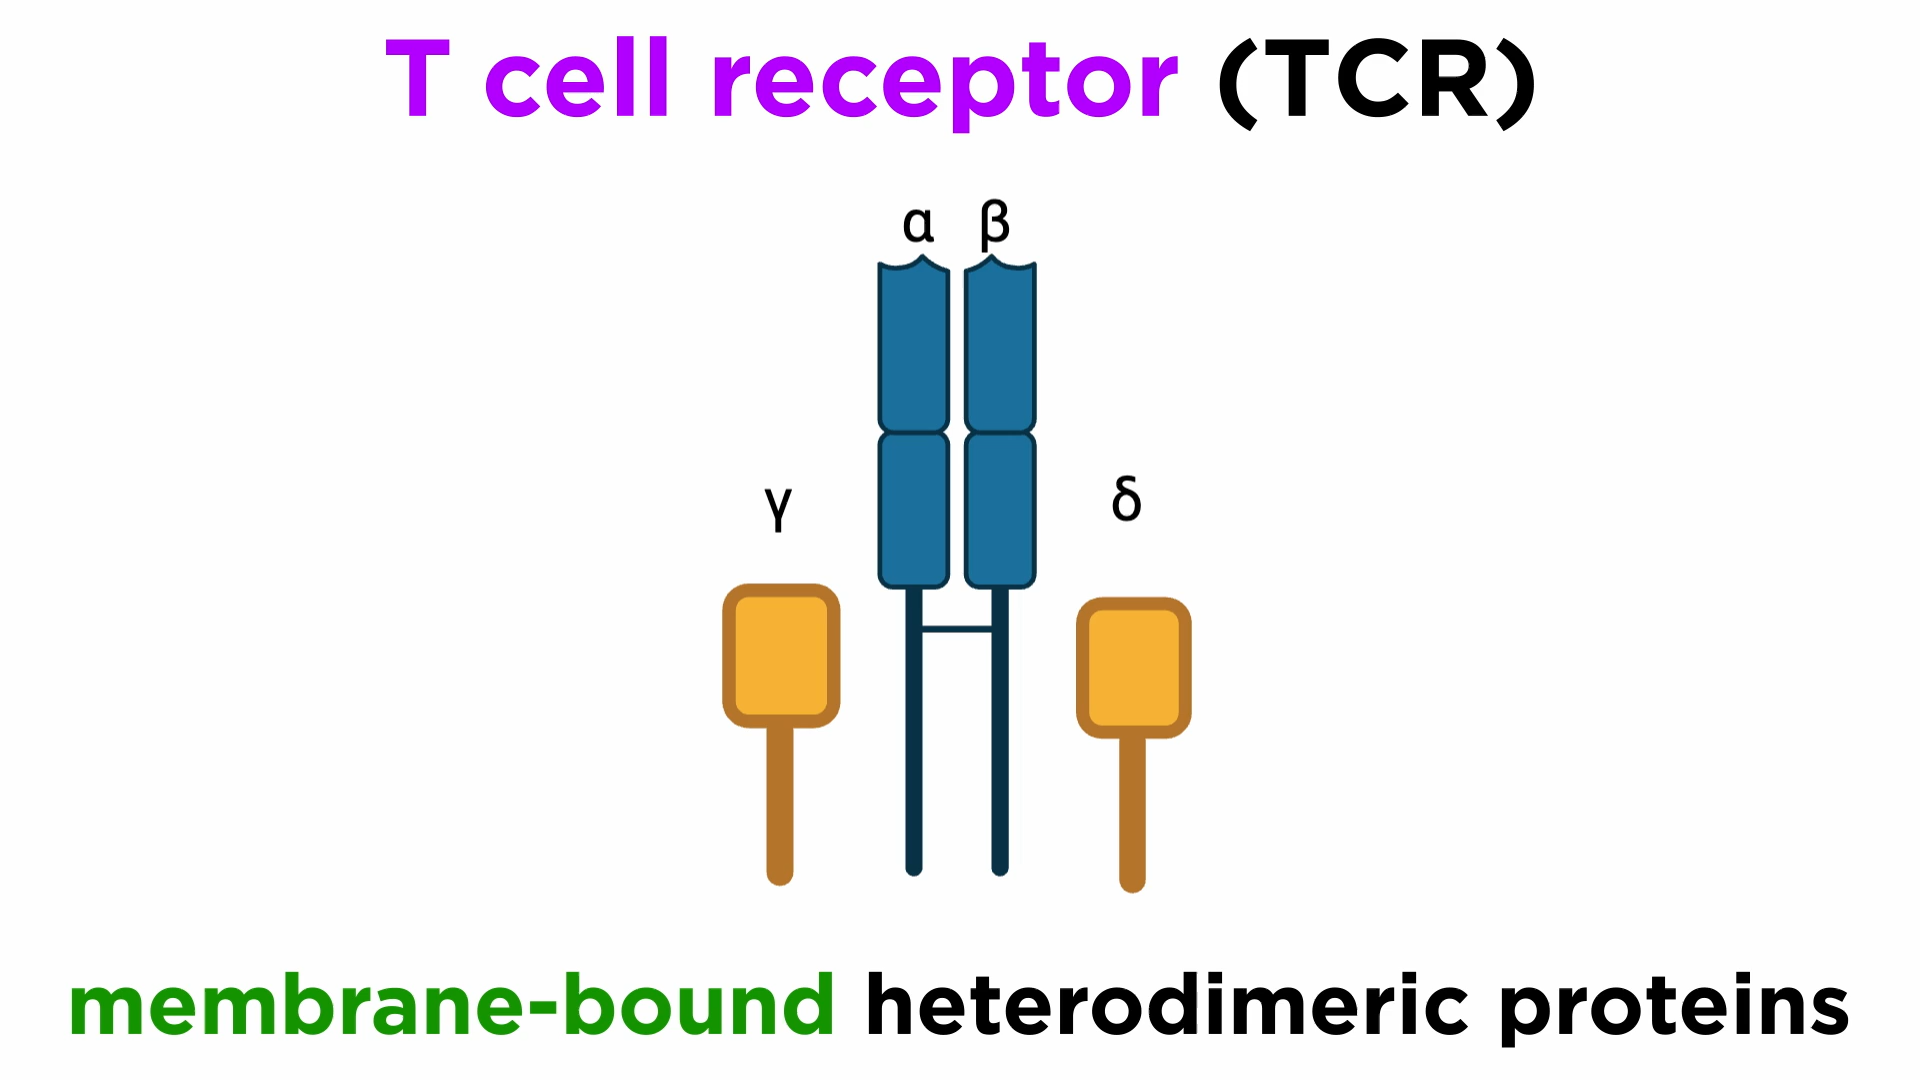 T cell receptor (TCR)
α β
γ δ
membrane-bound heterodimeric proteins